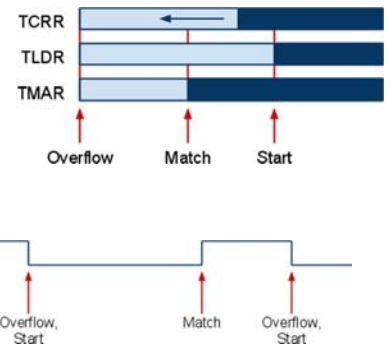 TCRR
TLDR
TMAR
Overflow Match Start
Overflow, Match Overflow,
Start Start